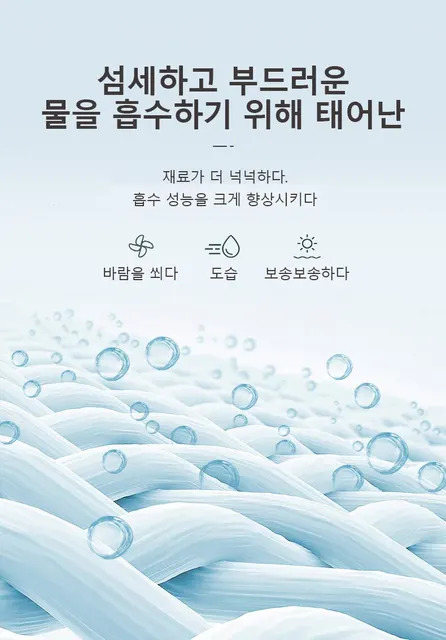 섬세하고 부드러운
물을 흡수하기 위해 태어난
재료가 더 넉넉하다.
흡수 성능을 크게 향상시키다
바람을 쐬다 도습 보송보송하다